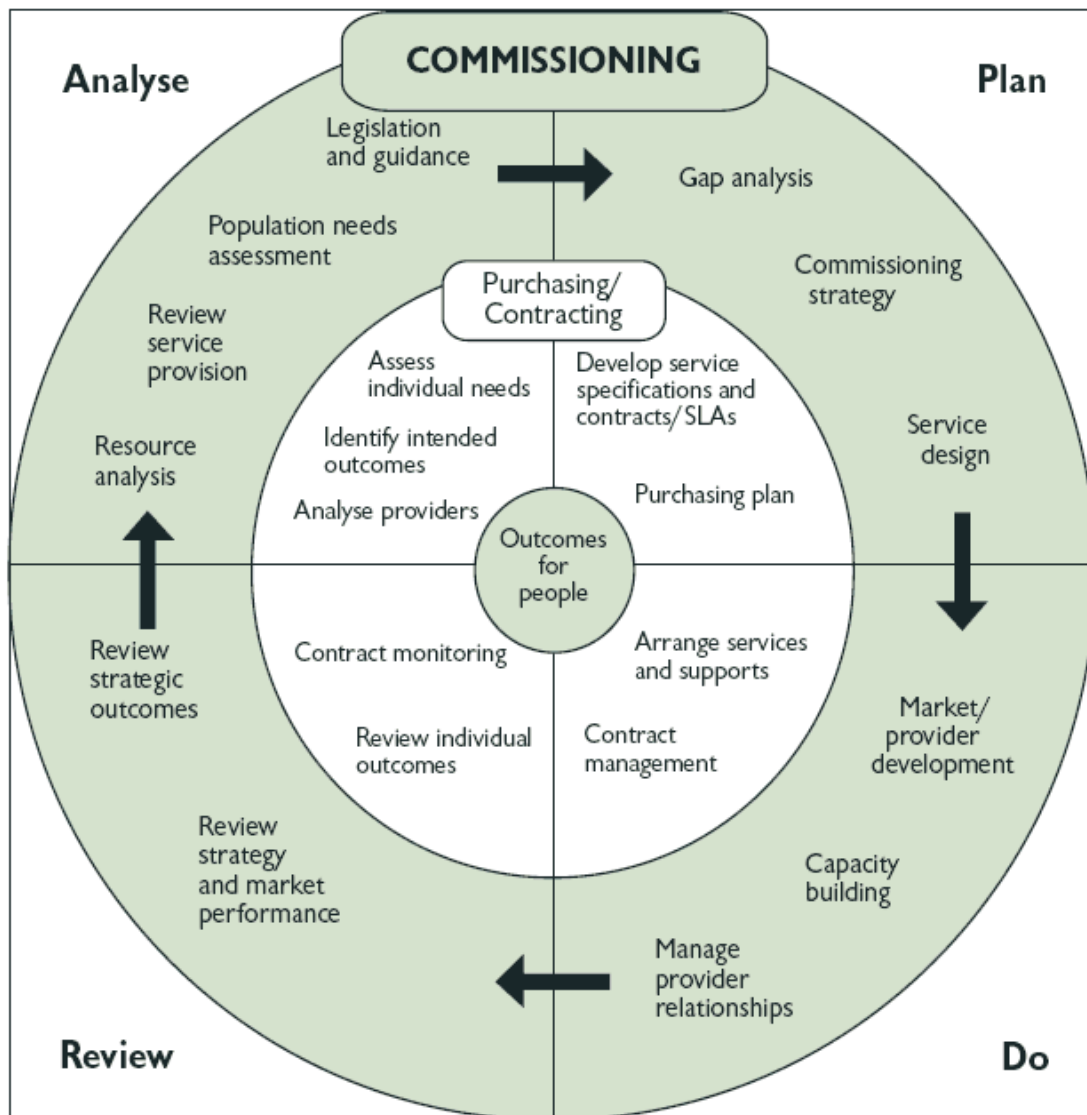 COMMISSIONING
Analyse
Plan
Legislation
and guidance
Population needs
assessment
Review
service
provision
Resource
analysis
Gap analysis
Commissioning
strategy
Service
design
Purchasing/
Contracting
Assess
individual needs
Identify intended
outcomes
Analyse providers
Develop service
specifications and
contracts/SLAs
Purchasing plan
Outcomes
for
people
Contract monitoring
Review individual
outcomes
Arrange services
and supports
Contract
management
Review
strategic
outcomes
Review
strategy
and market
performance
Market/
provider
development
Capacity
building
Manage
provider
relationships
Review
Do